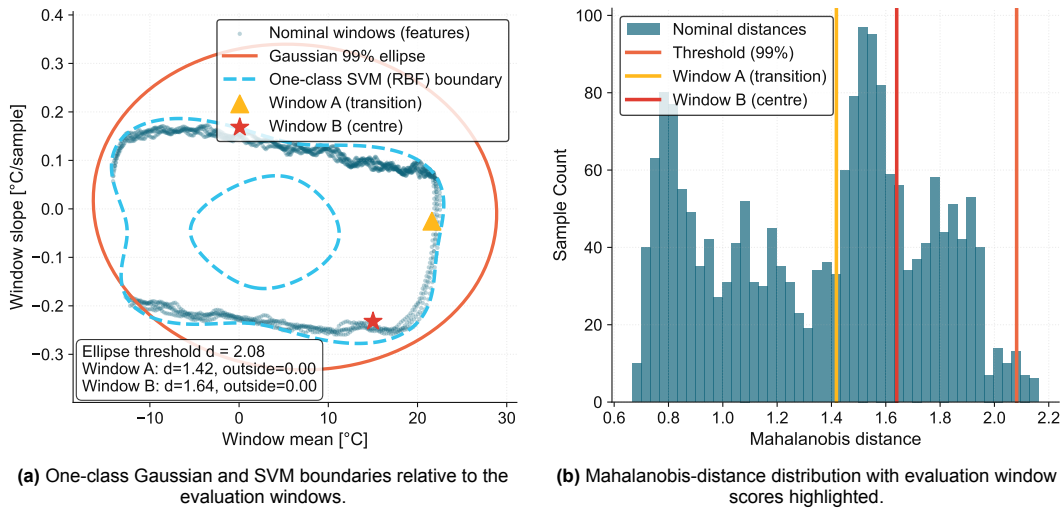 0.4
0.3
0.2
0.1
0.0
−0.1
−0.2
−0.3
Window slope [°C/sample]
Nominal windows (features)
Gaussian 99% ellipse
One-class SVM (RBF) boundary
Window A (transition)
Window B (centre)
Ellipse threshold d = 2.08
Window A: d=1.42, outside=0.00
Window B: d=1.64, outside=0.00
−10 0 10 20 30
Window mean [°C]
(a) One-class Gaussian and SVM boundaries relative to the
evaluation windows.
100
80
60
40
20
0
Sample Count
Nominal distances
Threshold (99%)
Window A (transition)
Window B (centre)
0.6 0.8 1.0 1.2 1.4 1.6 1.8 2.0 2.2
Mahalanobis distance
(b) Mahalanobis-distance distribution with evaluation window
scores highlighted.